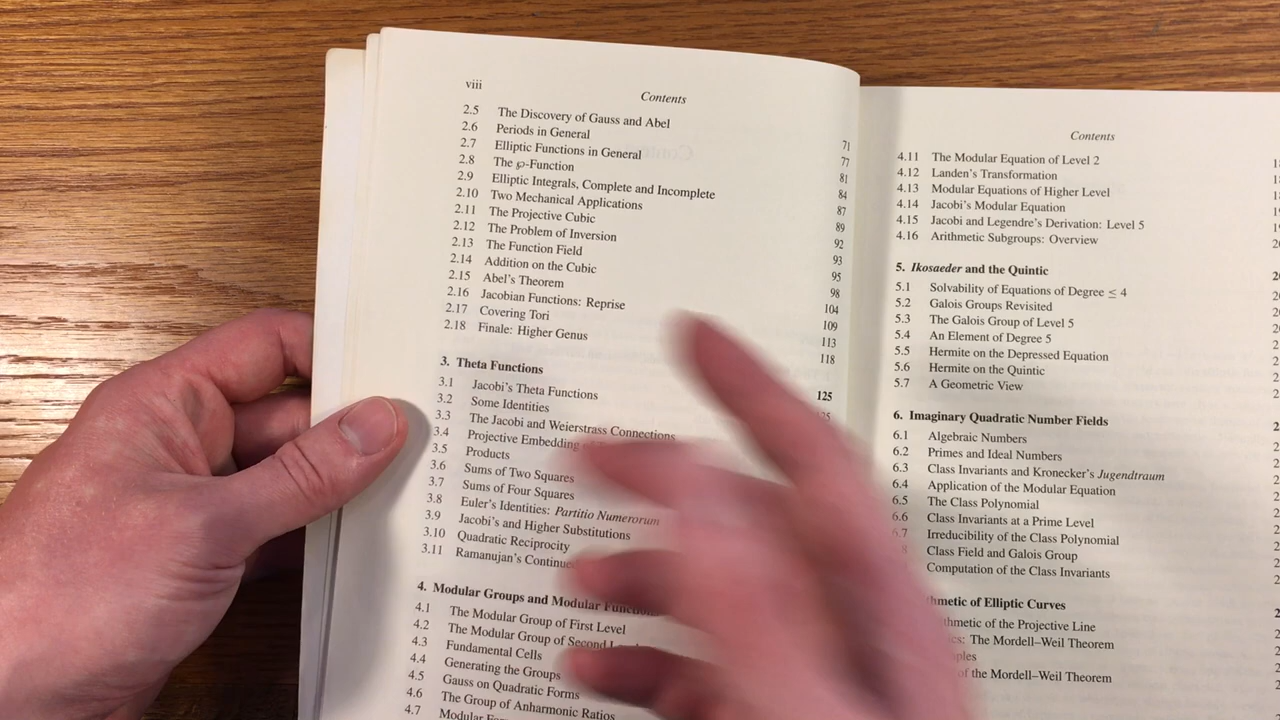 viii
Contents
2.5 The Discovery of Gauss and Abel 71
2.6 Periods in General 77
2.7 Elliptic Functions in General 81
2.8 The ℘-Function 84
2.9 Elliptic Integrals, Complete and Incomplete 87
2.10 Two Mechanical Applications 89
2.11 The Projective Cubic 92
2.12 The Problem of Inversion 93
2.13 The Function Field 95
2.14 Addition on the Cubic 98
2.15 Abel's Theorem 104
2.16 Jacobian Functions: Reprise 109
2.17 Covering Tori 113
2.18 Finale: Higher Genus 118
3. Theta Functions 125
3.1 Jacobi's Theta Functions
3.2 Some Identities
3.3 The Jacobi and Weierstrass Connections
3.4 Projective Embedding
3.5 Products
3.6 Sums of Two Squares
3.7 Sums of Four Squares
3.8 Euler's Identities: Partitio Numerorum
3.9 Jacobi's and Higher Substitutions
3.10 Quadratic Reciprocity
3.11 Ramanujan's
4. Modular Groups and Modular
4.1 The Modular Group of First Level
4.2 The Modular Group of Second
4.3 Fundamental Cells
4.4 Generating the Groups
4.5 Gauss on Quadratic Forms
4.6 The Group of Anharmonic Ratios
4.7 Modular
Contents
4.11 The Modular Equation of Level 2
4.12 Landen's Transformation
4.13 Modular Equations of Higher Level
4.14 Jacobi's Modular Equation
4.15 Jacobi and Legendre's Derivation: Level 5
4.16 Arithmetic Subgroups: Overview
5. Ikosaeder and the Quintic
5.1 Solvability of Equations of Degree ≤ 4
5.2 Galois Groups Revisited
5.3 The Galois Group of Level 5
5.4 An Element of Degree 5
5.5 Hermite on the Depressed Equation
5.6 Hermite on the Quintic
5.7 A Geometric View
6. Imaginary Quadratic Number Fields
6.1 Algebraic Numbers
6.2 Primes and Ideal Numbers
6.3 Class Invariants and Kronecker's Jugendtraum
6.4 Application of the Modular Equation
6.5 The Class Polynomial
6.6 Class Invariants at a Prime Level
6.7 Irreducibility of the Class Polynomial
8 Class Field and Galois Group
Computation of the Class Invariants
of Elliptic Curves
of the Projective Line
The Mordell–Weil Theorem
of the Mordell–Weil Theorem